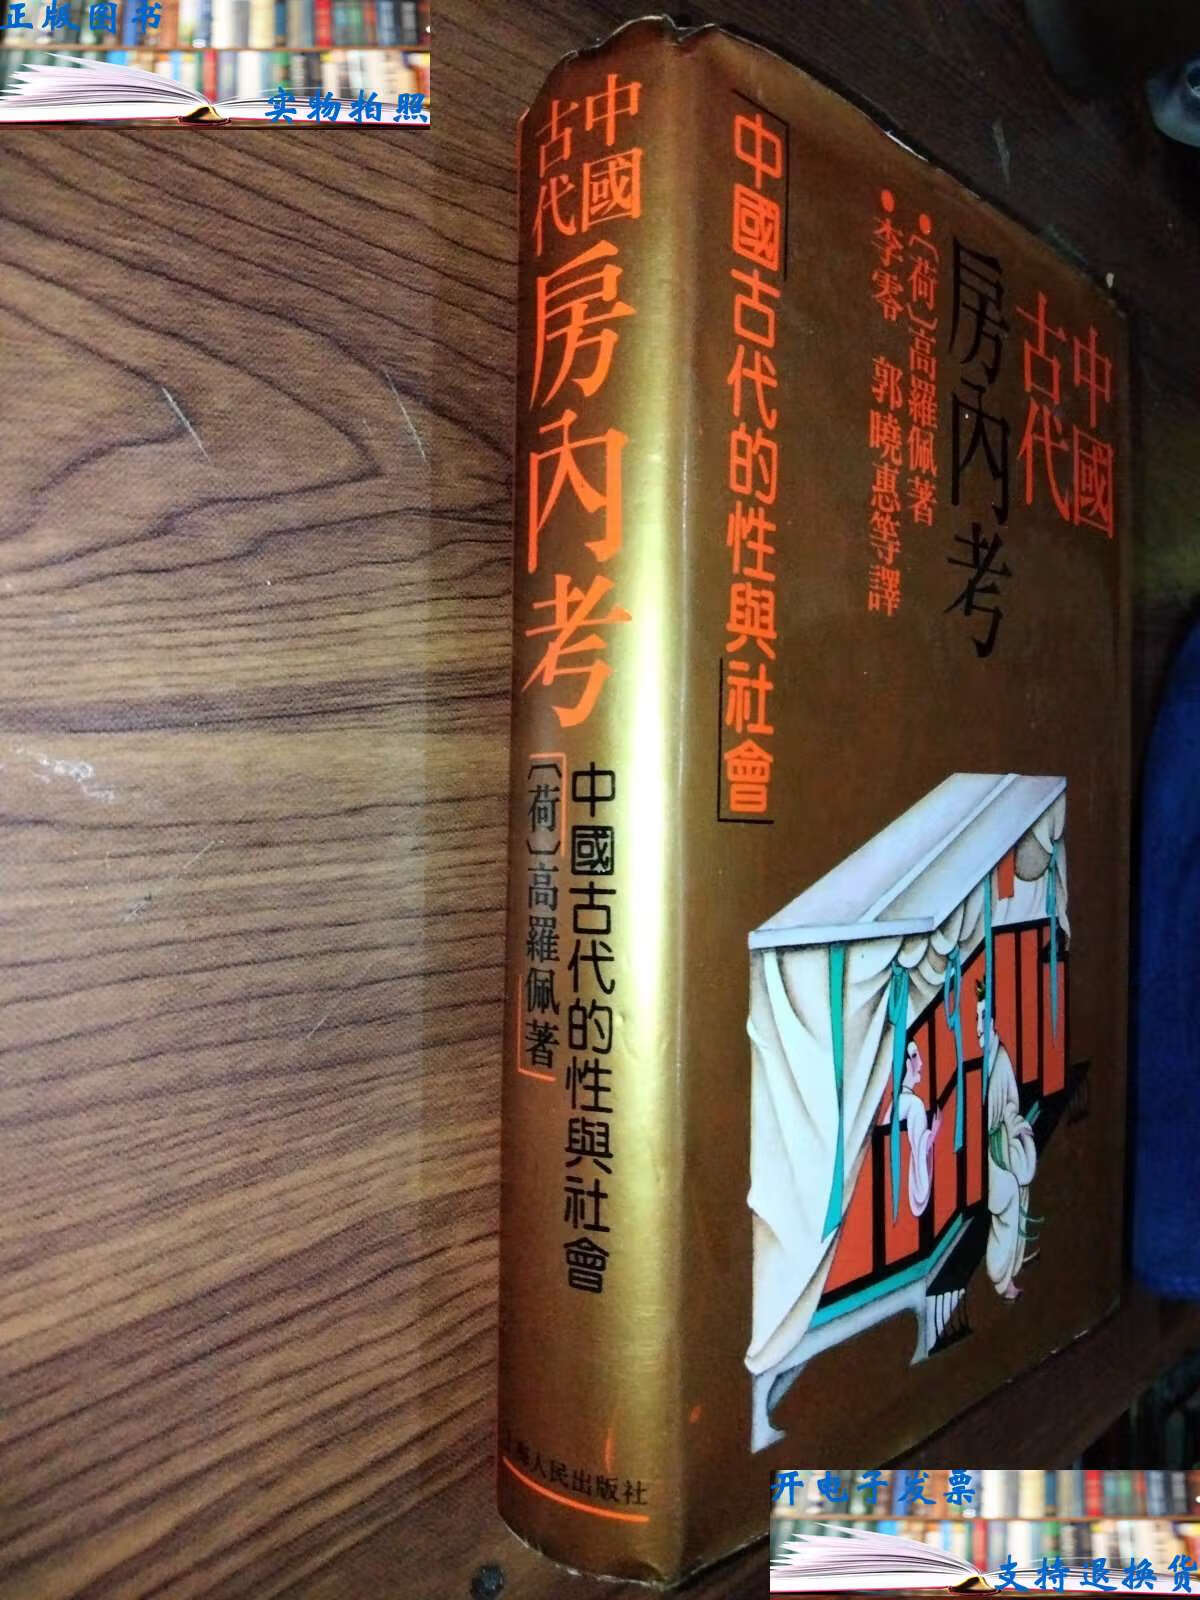 正版图书
实物拍照
中國
古代
房內考
中國古代的性與社會
〔荷〕高羅佩著
海人民出版社
中國
古代
房內考
〔荷〕高羅佩著
李零 郭曉惠等譯
中國古代的性與社會
开电子发票
支持退换货